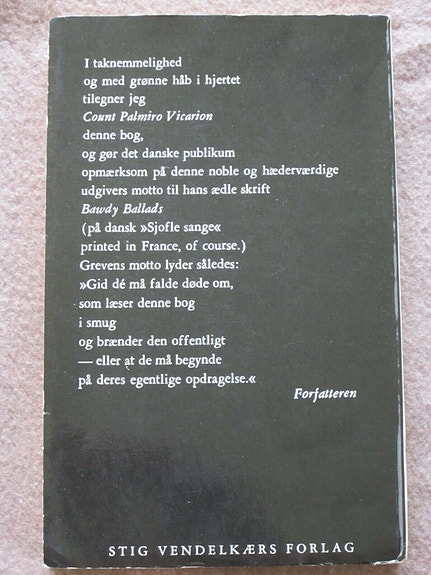 I taknemmelighed
og med grønne håb i hjertet
tilegner jeg
Count Palmiro Vicarion
denne bog,
og gør det danske publikum
opmærksom på denne noble og hæderværdige
udgivers motto til hans ædle skrift
Bawdy Ballads
(på dansk »Sjofle sange«
printed in France, of course.)
Grevens motto lyder således:
»Gid dé må falde døde om,
som læser denne bog
i smug
og brænder den offentligt
— eller at de må begynde
på deres egentlige opdragelse.«
Forfatteren
STIG VENDELKÆRS FORLAG